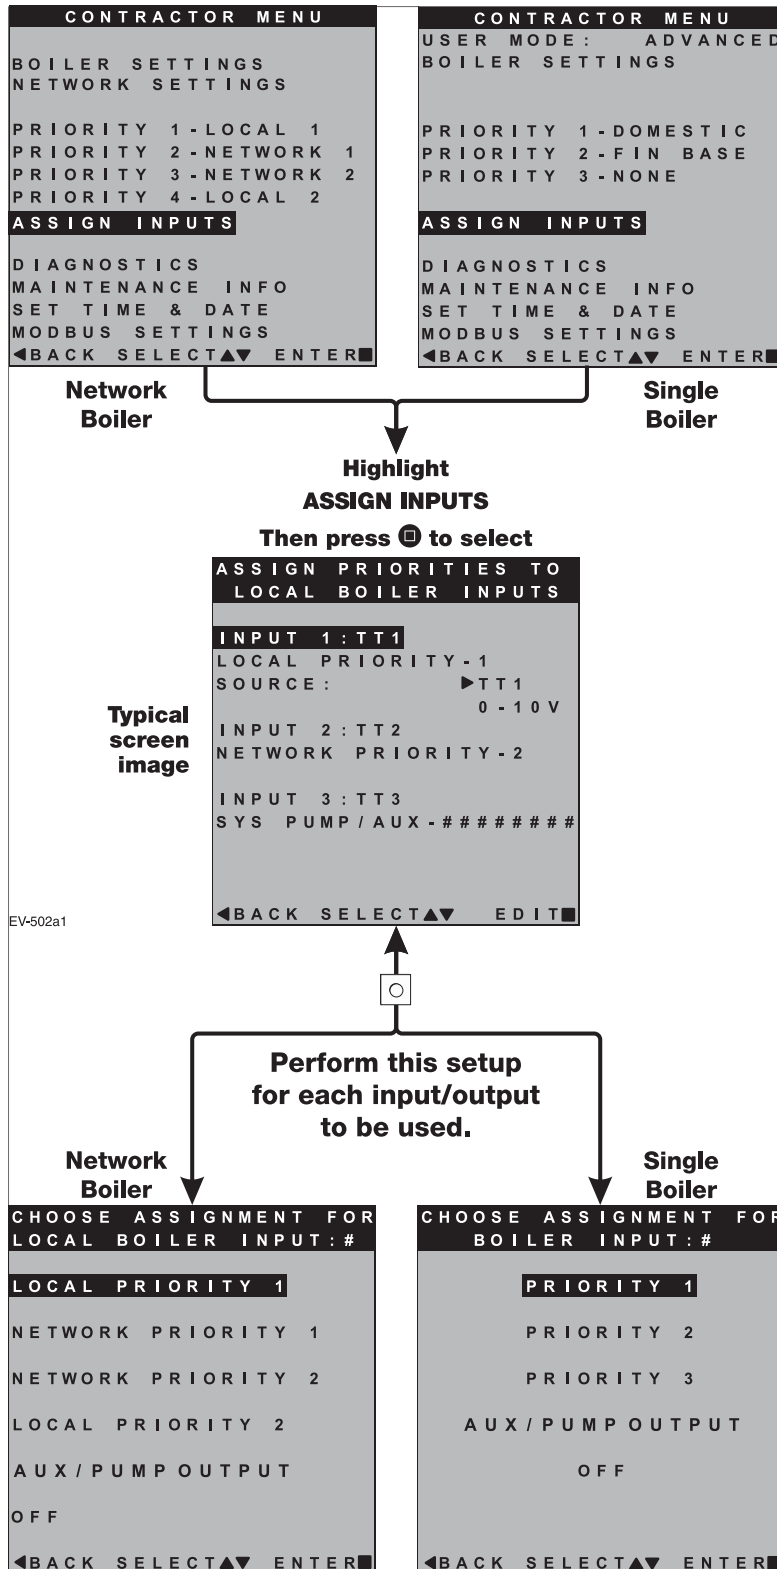 CONTRACTOR MENU
BOILER SETTINGS
NETWORK SETTINGS
PRIORITY 1-LOCAL 1
PRIORITY 2-NETWORK 1
PRIORITY 3-NETWORK 2
PRIORITY 4-LOCAL 2
ASSIGN INPUTS
DIAGNOSTICS
MAINTENANCE INFO
SET TIME & DATE
MODBUS SETTINGS
◀BACK SELECT▲▼ ENTER■
CONTRACTOR MENU
USER MODE: ADVANCED
BOILER SETTINGS
PRIORITY 1-DOMESTIC
PRIORITY 2-FIN BASE
PRIORITY 3-NONE
ASSIGN INPUTS
DIAGNOSTICS
MAINTENANCE INFO
SET TIME & DATE
MODBUS SETTINGS
◀BACK SELECT▲▼ ENTER■
Network
Boiler
Single
Boiler
Highlight
ASSIGN INPUTS
Then press to select
ASSIGN PRIORITIES TO
LOCAL BOILER INPUTS
INPUT 1:TT1
LOCAL PRIORITY-1
SOURCE: ▶TT1
0-10V
INPUT 2:TT2
NETWORK PRIORITY-2
INPUT 3:TT3
SYS PUMP/AUX-########
◀BACK SELECT▲▼ EDIT■
Typical
screen
image
EV-502a1
Perform this setup
for each input/output
to be used.
Network
Boiler
Single
Boiler
CHOOSE ASSIGNMENT FOR
LOCAL BOILER INPUT:#
LOCAL PRIORITY 1
NETWORK PRIORITY 1
NETWORK PRIORITY 2
LOCAL PRIORITY 2
AUX/PUMP OUTPUT
OFF
◀BACK SELECT▲▼ ENTER■
CHOOSE ASSIGNMENT FOR
BOILER INPUT:#
PRIORITY 1
PRIORITY 2
PRIORITY 3
AUX/PUMP OUTPUT
OFF
◀BACK SELECT▲▼ ENTER■